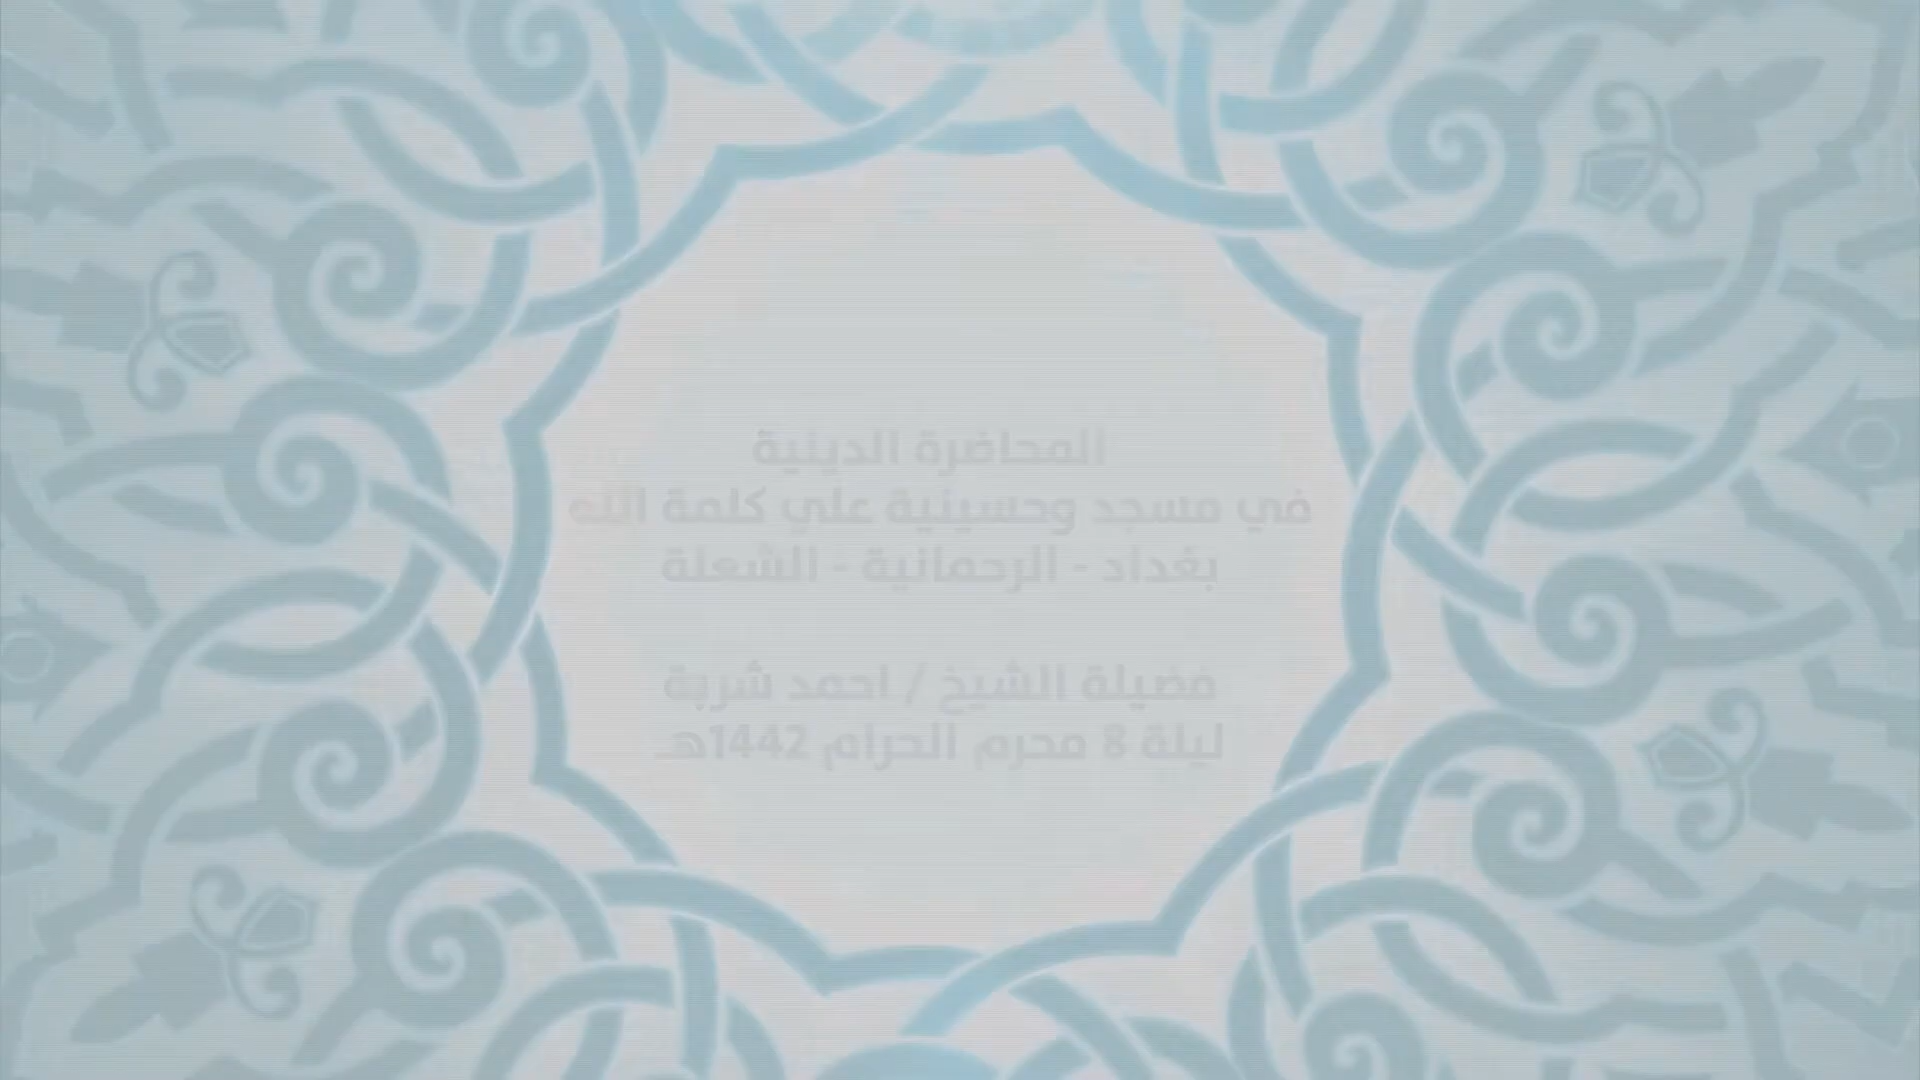 المحاضرة الدينية
في مسجد وحسينية علي كلمة الله
بغداد - الرحمانية - الشعلة
فضيلة الشيخ / احمد شربة
ليلة 8 محرم الحرام 1442هـ